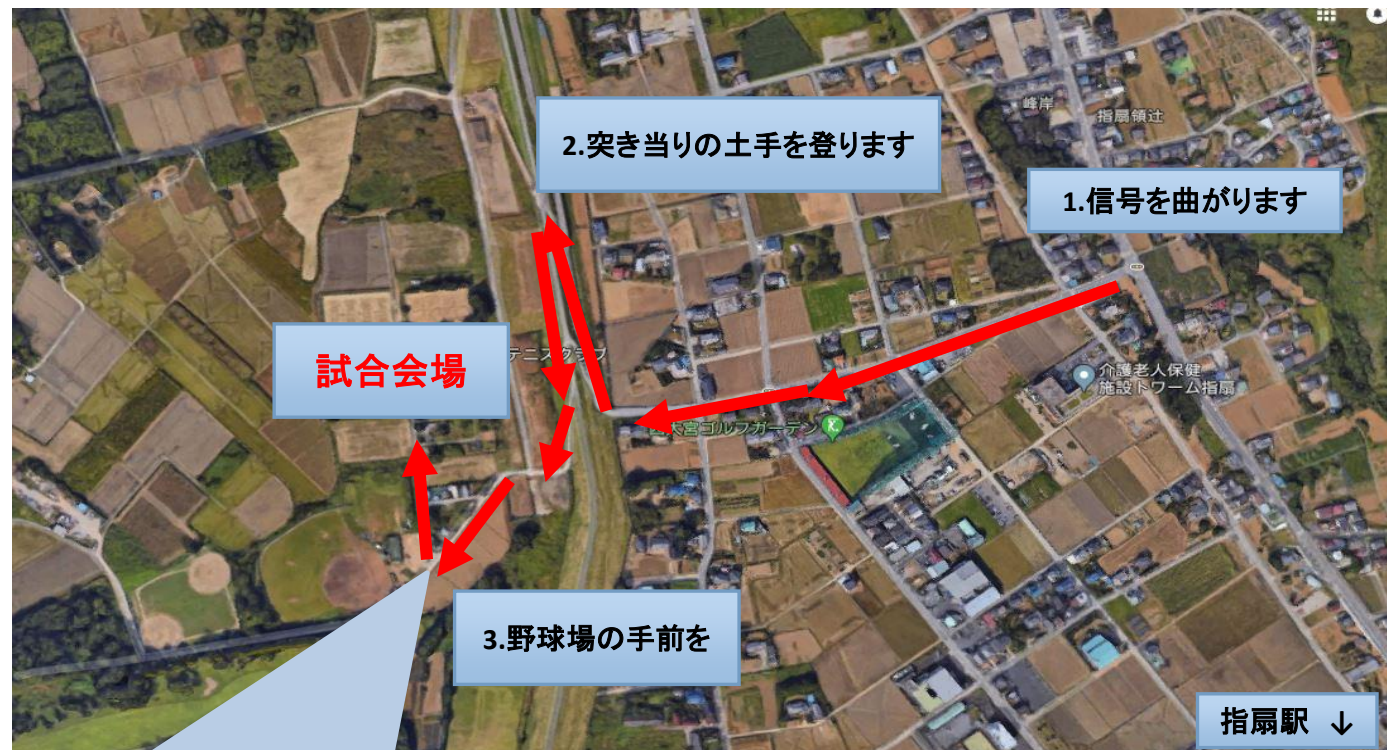 峰岸
指扇領辻
2.突き当りの土手を登ります
1.信号を曲がります
試合会場
テニスクラブ
介護老人保健
施設トワーム指扇
西大宮ゴルフガーデン
3.野球場の手前を
指扇駅 ↓